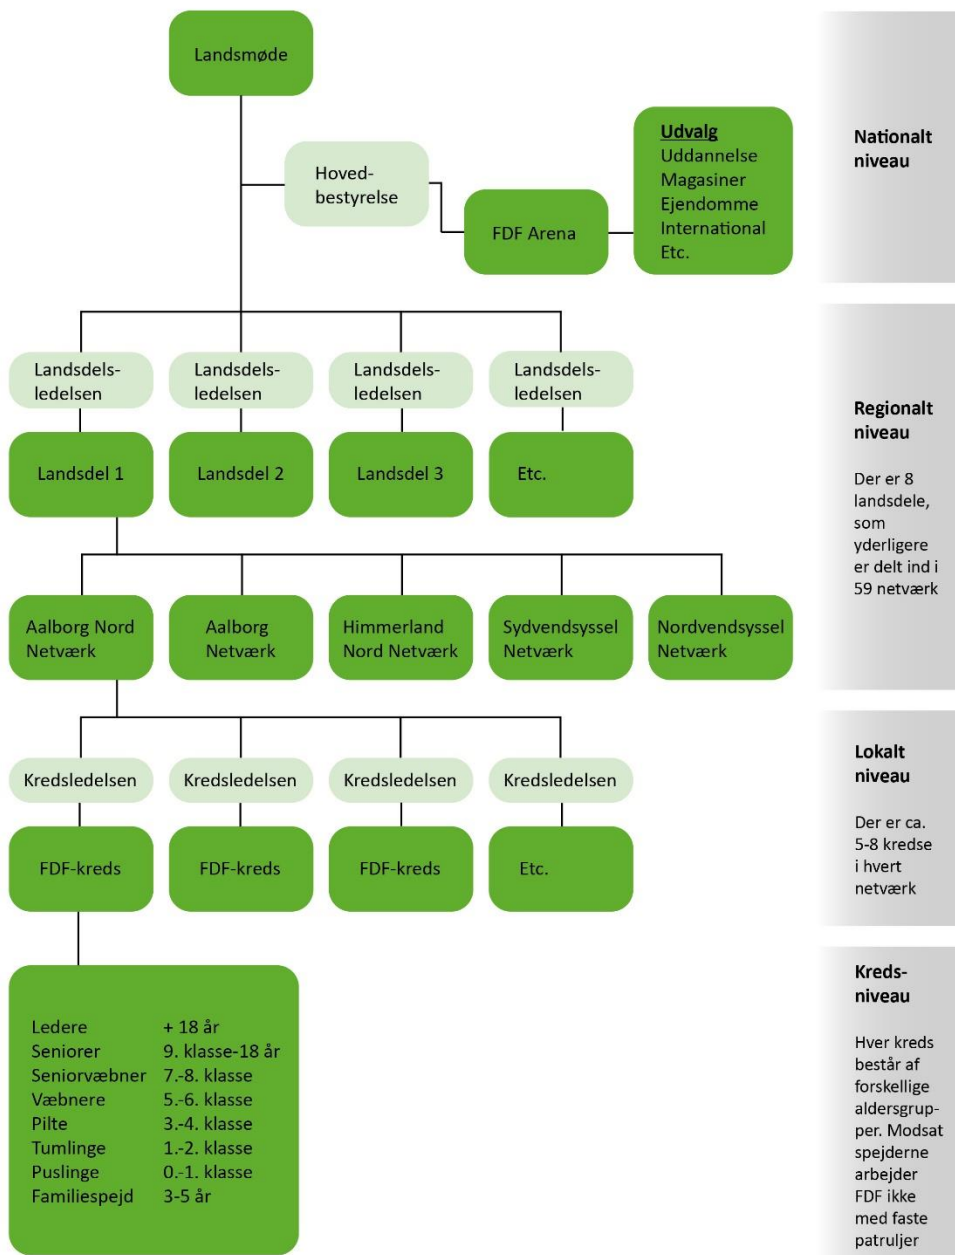 Landsmøde
Hoved-
bestyrelse
FDF Arena
Udvalg
Uddannelse
Magasiner
Ejendomme
International
Etc.
Nationalt
niveau
Landsdels-
ledelsen
Landsdels-
ledelsen
Landsdels-
ledelsen
Landsdels-
ledelsen
Landsdel 1
Landsdel 2
Landsdel 3
Etc.
Regionalt
niveau
Der er 8
landsdele,
som
yderligere
er delt ind i
59 netværk
Aalborg Nord
Netværk
Aalborg
Netværk
Himmerland
Nord Netværk
Sydvendsyssel
Netværk
Nordvendsyssel
Netværk
Kredsledelsen
Kredsledelsen
Kredsledelsen
Kredsledelsen
FDF-kreds
FDF-kreds
FDF-kreds
Etc.
Lokalt
niveau
Der er ca.
5-8 kredse
i hvert
netværk
Ledere + 18 år
Seniorer 9. klasse-18 år
Seniorvæbner 7.-8. klasse
Væbnere 5.-6. klasse
Pilte 3.-4. klasse
Tumlinge 1.-2. klasse
Puslinge 0.-1. klasse
Familiespejd 3-5 år
Kreds-
niveau
Hver kreds
består af
forskellige
aldersgrup-
per. Modsat
spejderne
arbejder
FDF ikke
med faste
patruljer